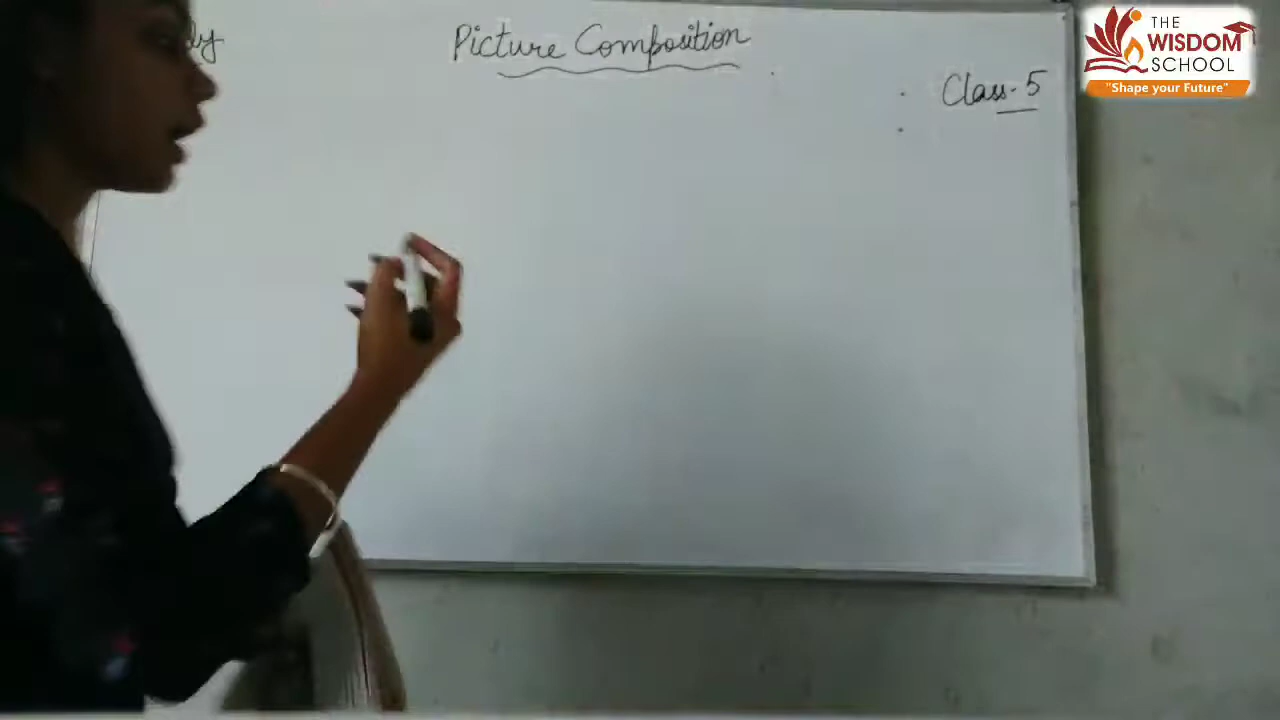 Picture Composition
Class-5
THE
WISDOM
SCHOOL
"Shape your Future"